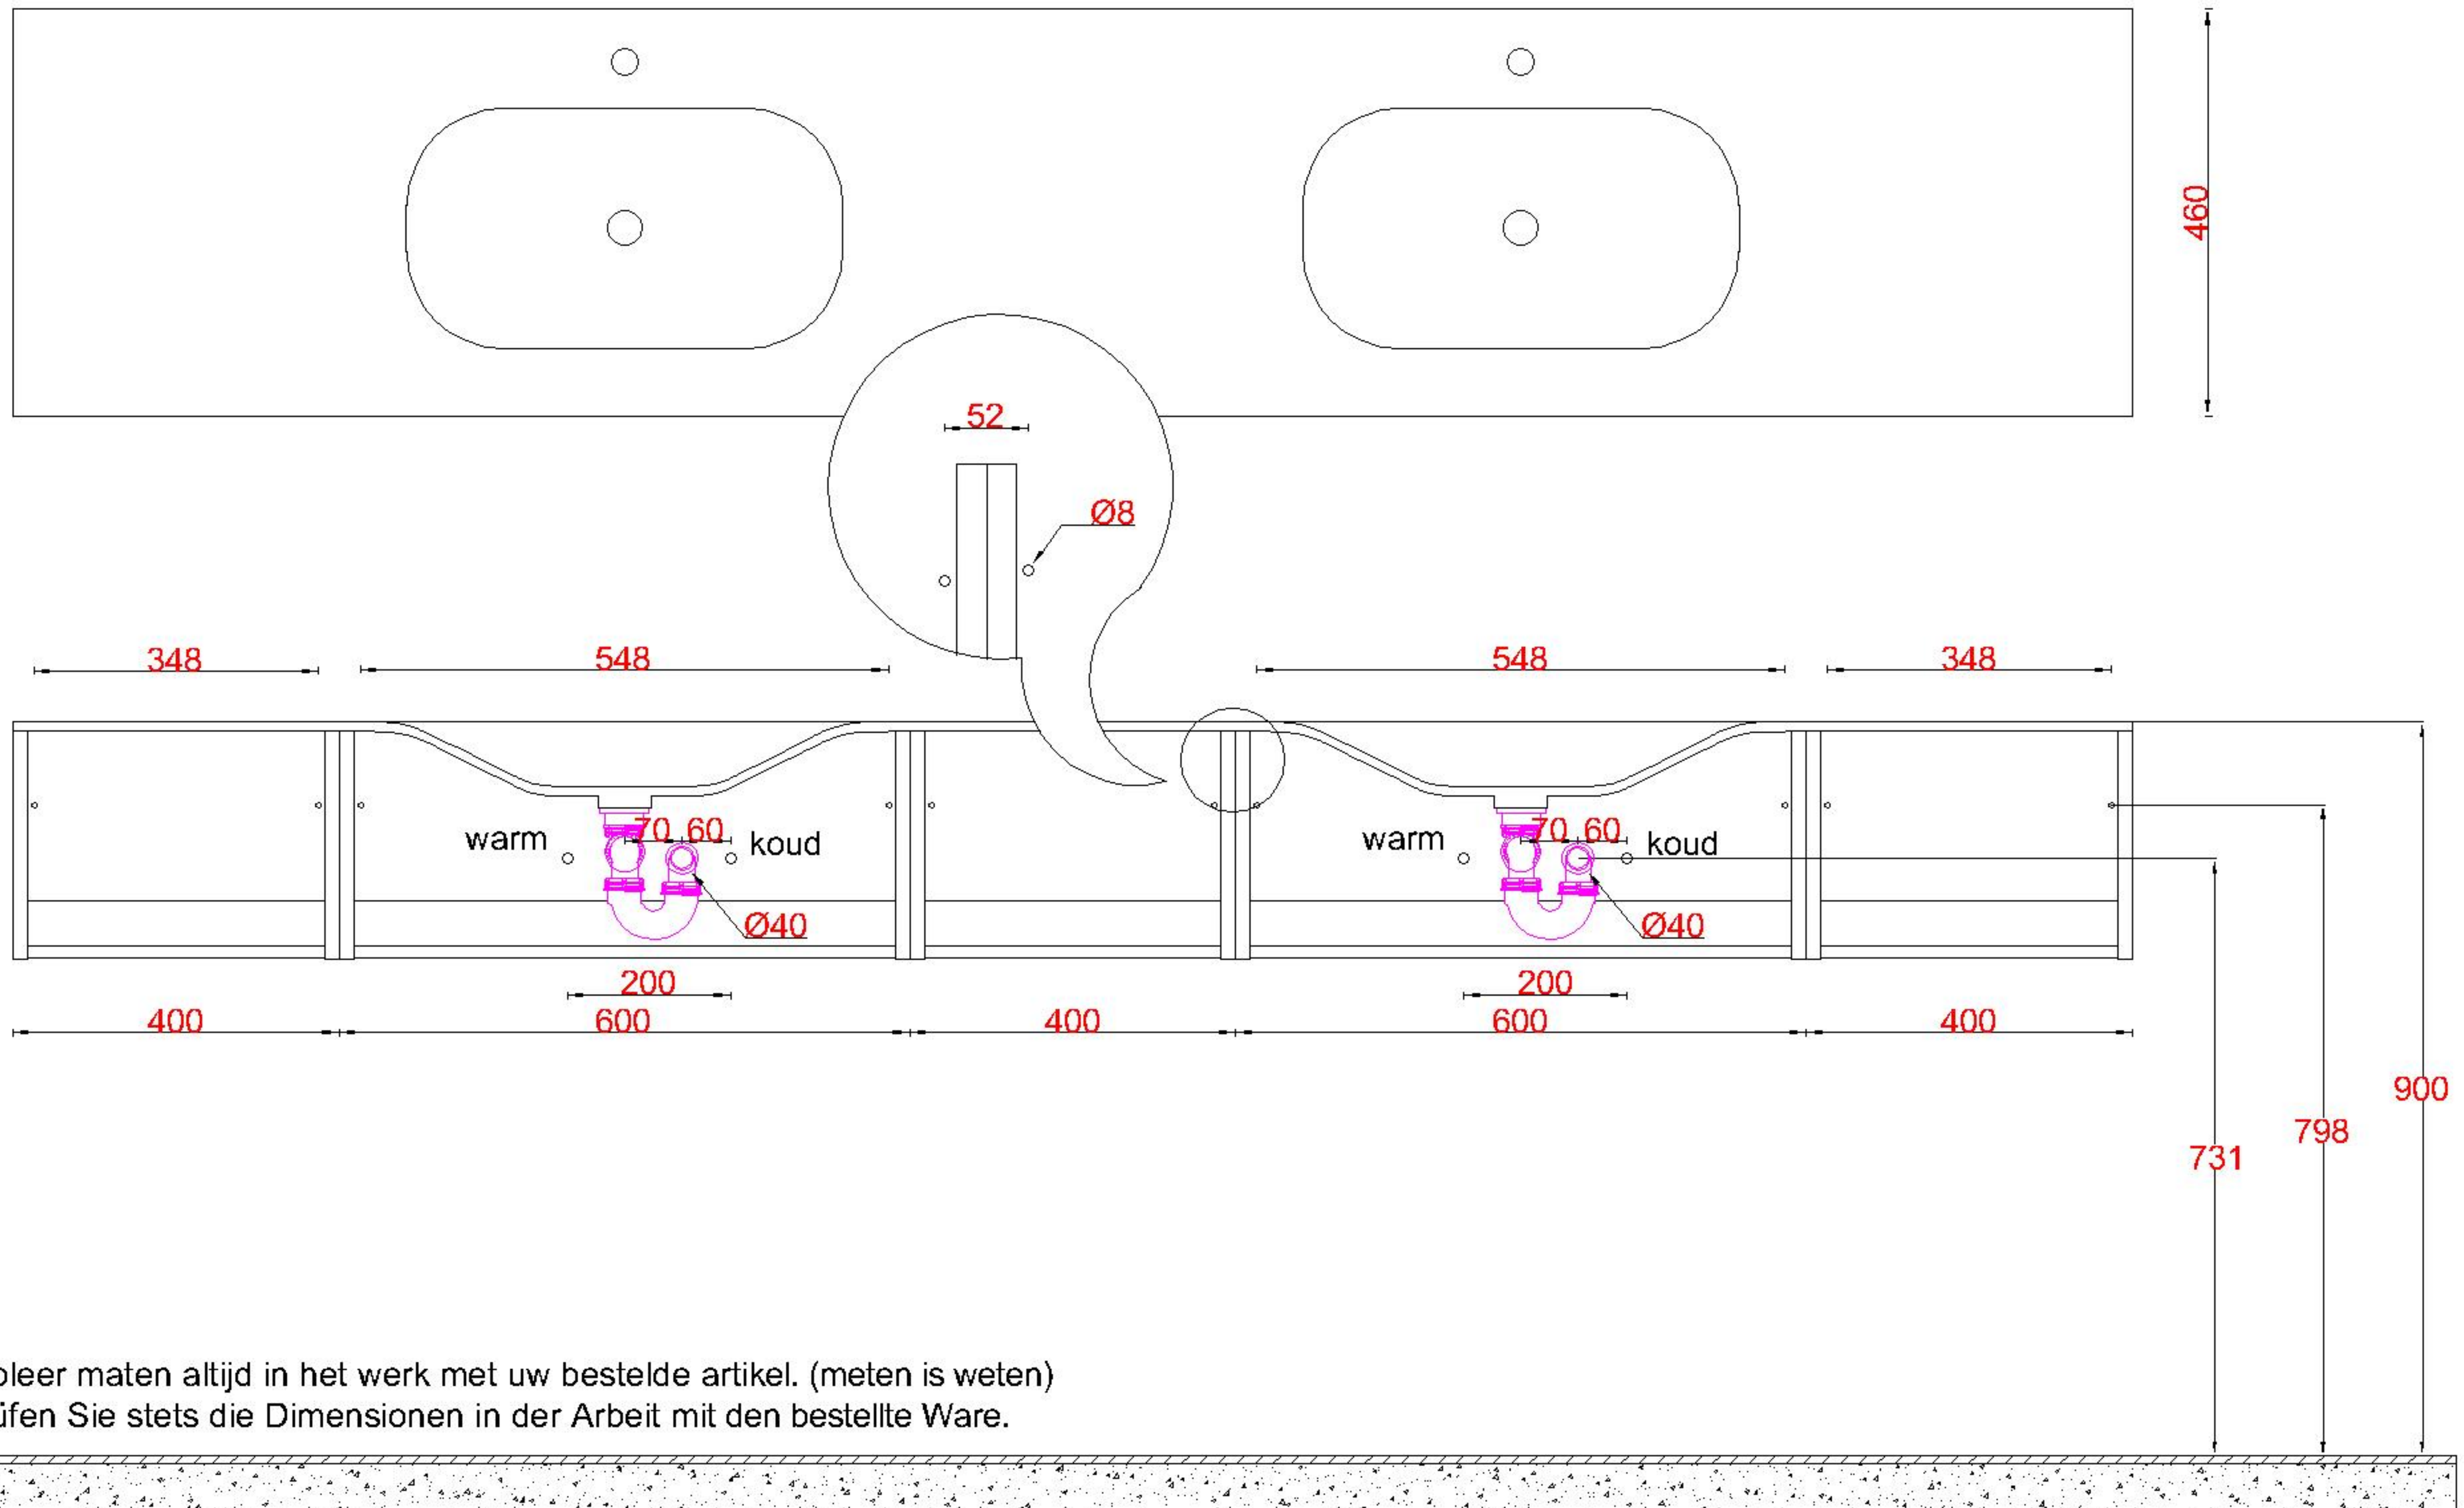 460
52
Ø8
348
548
548
348
warm
70
60
koud
warm
70
60
koud
Ø40
Ø40
200
200
400
600
400
600
400
900
798
731
oleer maten altijd in het werk met uw bestelde artikel. (meten is weten)
üfen Sie stets die Dimensionen in der Arbeit mit den bestellte Ware.